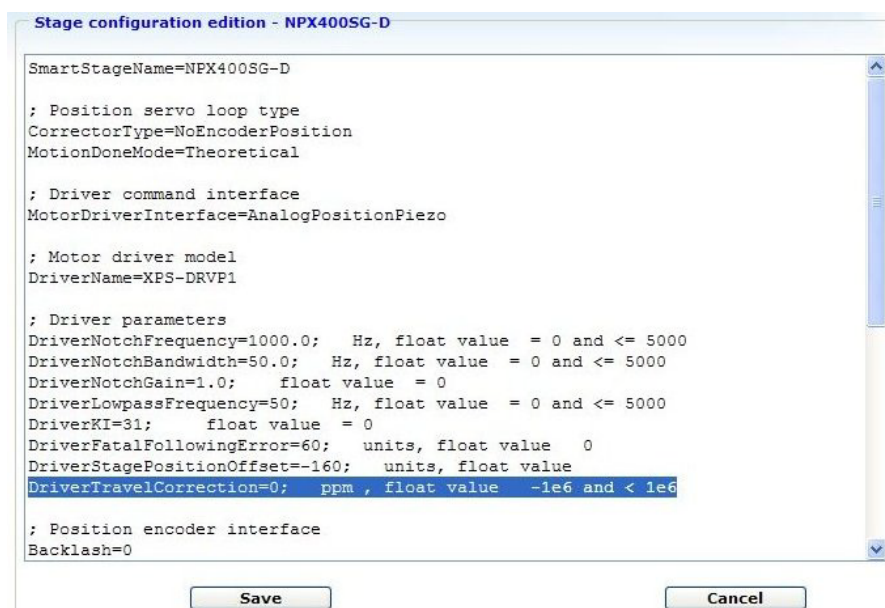 Stage configuration edition - NPX400SG-D
SmartStageName=NPX400SG-D
; Position servo loop type
CorrectorType=NoEncoderPosition
MotionDoneMode=Theoretical
; Driver command interface
MotorDriverInterface=AnalogPositionPiezo
; Motor driver model
DriverName=XPS-DRVP1
; Driver parameters
DriverNotchFrequency=1000.0;   Hz, float value  = 0 and <= 5000
DriverNotchBandwidth=50.0;   Hz, float value  = 0 and <= 5000
DriverNotchGain=1.0;    float value  = 0
DriverLowpassFrequency=50;   Hz, float value  = 0 and <= 5000
DriverKI=31;     float value  = 0
DriverFatalFollowingError=60;   units, float value   0
DriverStagePositionOffset=-160;   units, float value
DriverTravelCorrection=0;   ppm , float value   -1e6 and < 1e6
; Position encoder interface
Backlash=0
Save Cancel